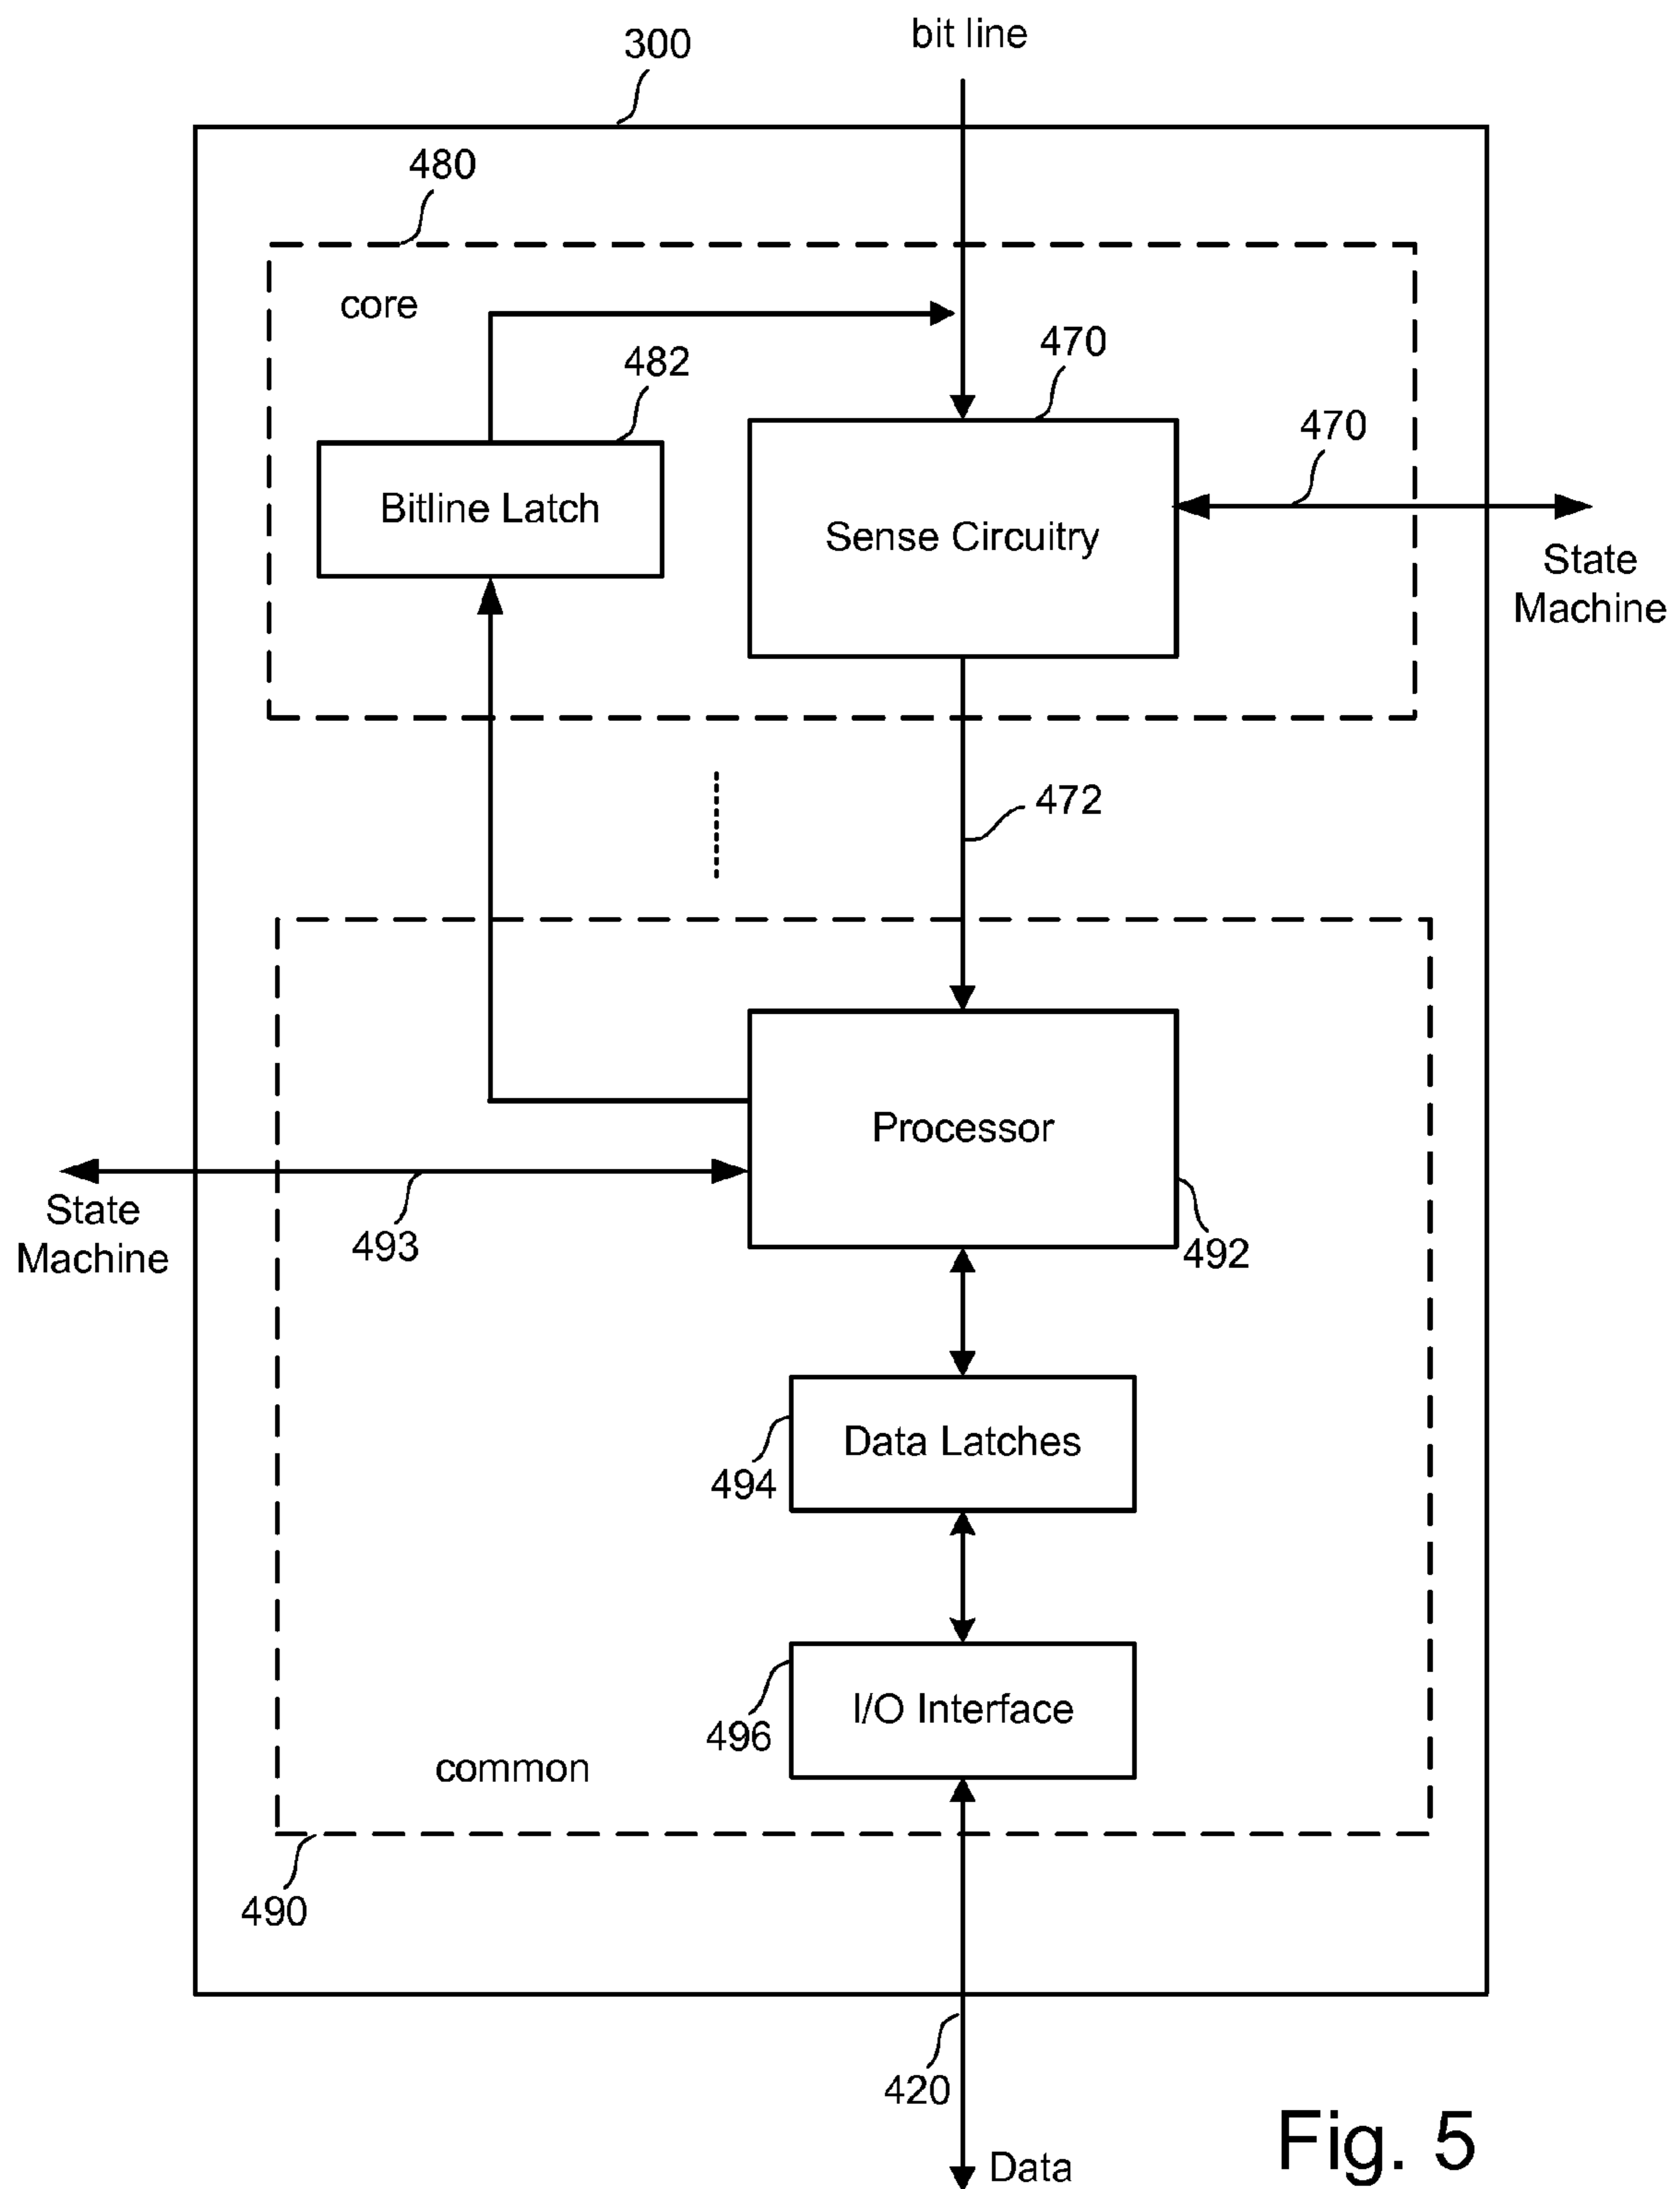 bit line
300
480
core
470
482
470
Bitline Latch
Sense Circuitry
State
Machine
472
Processor
State
Machine
493
492
Data Latches
494
I/O Interface
496
common
490
420
Data
Fig. 5